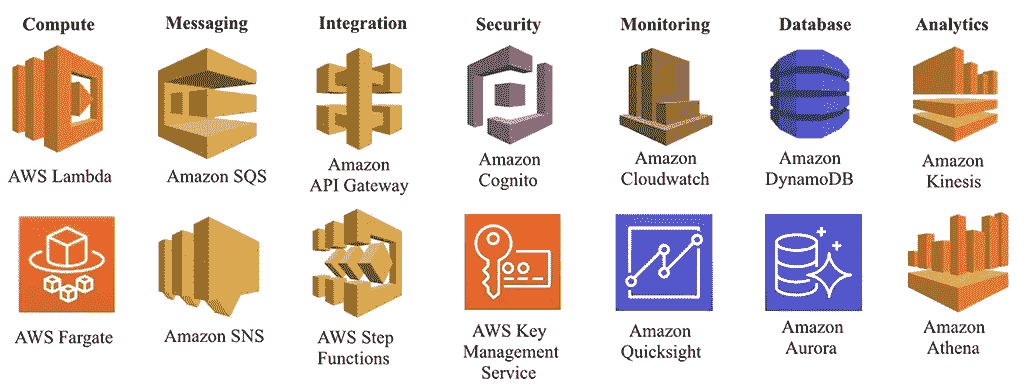 Compute
Messaging
Integration
Security
Monitoring
Database
Analytics
AWS Lambda
Amazon SQS
Amazon
API Gateway
Amazon
Cognito
Amazon
Cloudwatch
Amazon
DynamoDB
Amazon
Kinesis
AWS Fargate
Amazon SNS
AWS Step
Functions
AWS Key
Management
Service
Amazon
Quicksight
Amazon
Aurora
Amazon
Athena